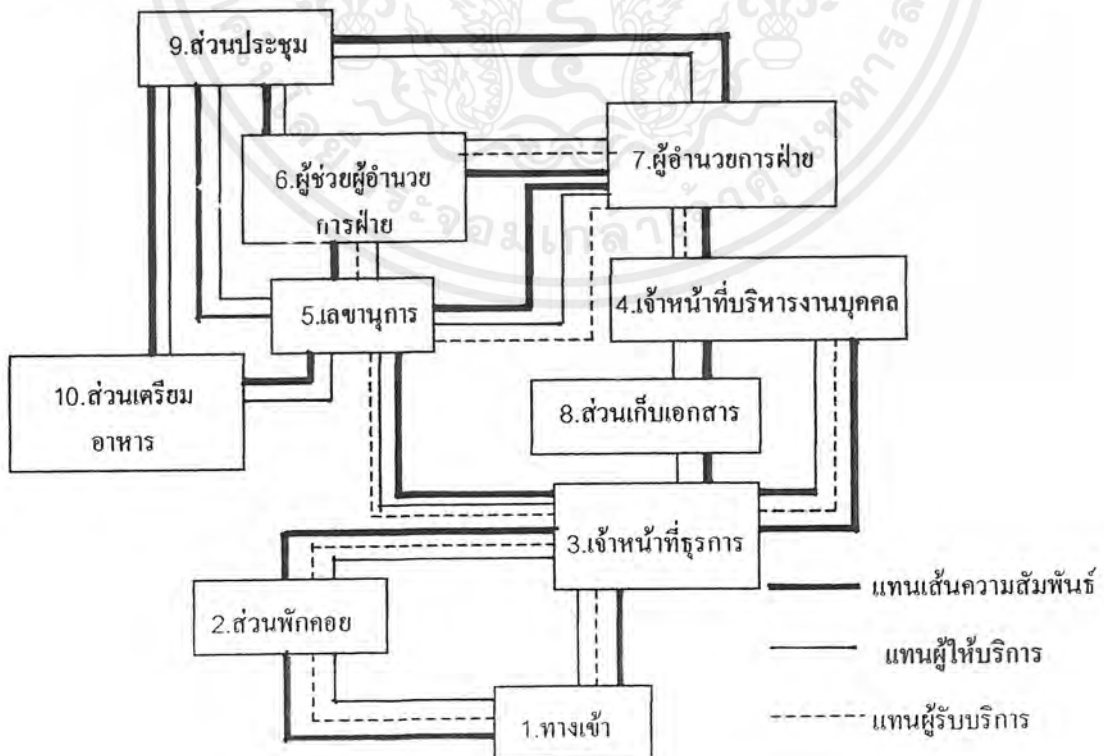 9.ส่วนประชุม
6.ผู้ช่วยผู้อำนวย
การฝ่าย
7.ผู้อำนวยการฝ่าย
5.เลขานุการ
4.เจ้าหน้าที่บริหารงานบุคคล
10.ส่วนเตรียม
อาหาร
8.ส่วนเก็บเอกสาร
3.เจ้าหน้าที่ธุรการ
2.ส่วนพักคอย
1.ทางเข้า
แทนเส้นความสัมพันธ์
แทนผู้ให้บริการ
แทนผู้รับบริการ